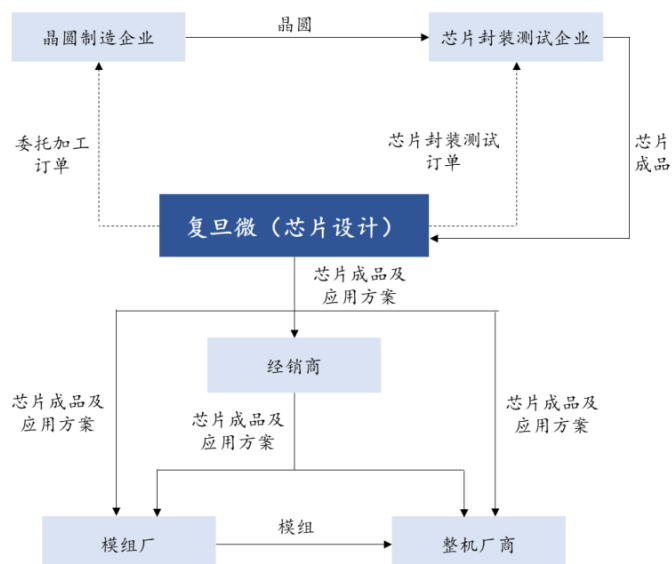 晶圆制造企业
晶圆
芯片封装测试企业
委托加工
订单
芯片封装测试
订单
芯片
成品
复旦微（芯片设计）
芯片成品及
应用方案
经销商
芯片成品及
应用方案
芯片成品及
应用方案
芯片成品及
应用方案
模组厂
模组
整机厂商